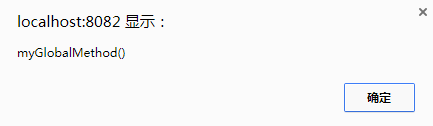 localhost:8082 显示：
myGlobalMethod()
确定